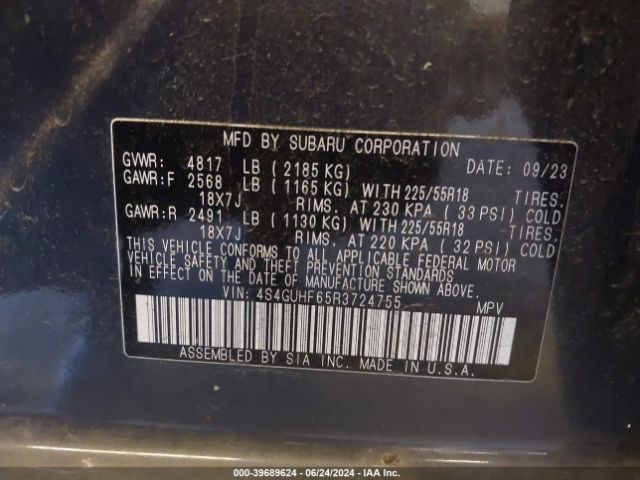 MFD BY SUBARU CORPORATION
GVWR: 4817 LB ( 2185 KG) DATE: 09/23
GAWR:F 2568 LB ( 1165 KG) WITH 225/55R18 TIRES.
18X7J RIMS. AT 230 KPA ( 33 PSI) COLD
GAWR:R 2491 LB ( 1130 KG) WITH 225/55R18 TIRES.
18X7J RIMS. AT 220 KPA ( 32 PSI) COLD
THIS VEHICLE CONFORMS TO ALL APPLICABLE FEDERAL MOTOR
VEHICLE SAFETY AND THEFT PREVENTION STANDARDS
IN EFFECT ON THE DATE OF MANUFACTURE SHOWN ABOVE.
VIN: 4S4GUHF65R3724755 MPV
ASSEMBLED BY SIA INC. MADE IN U.S.A.
000-39689624 | 06/24/2024 | IAA Inc.